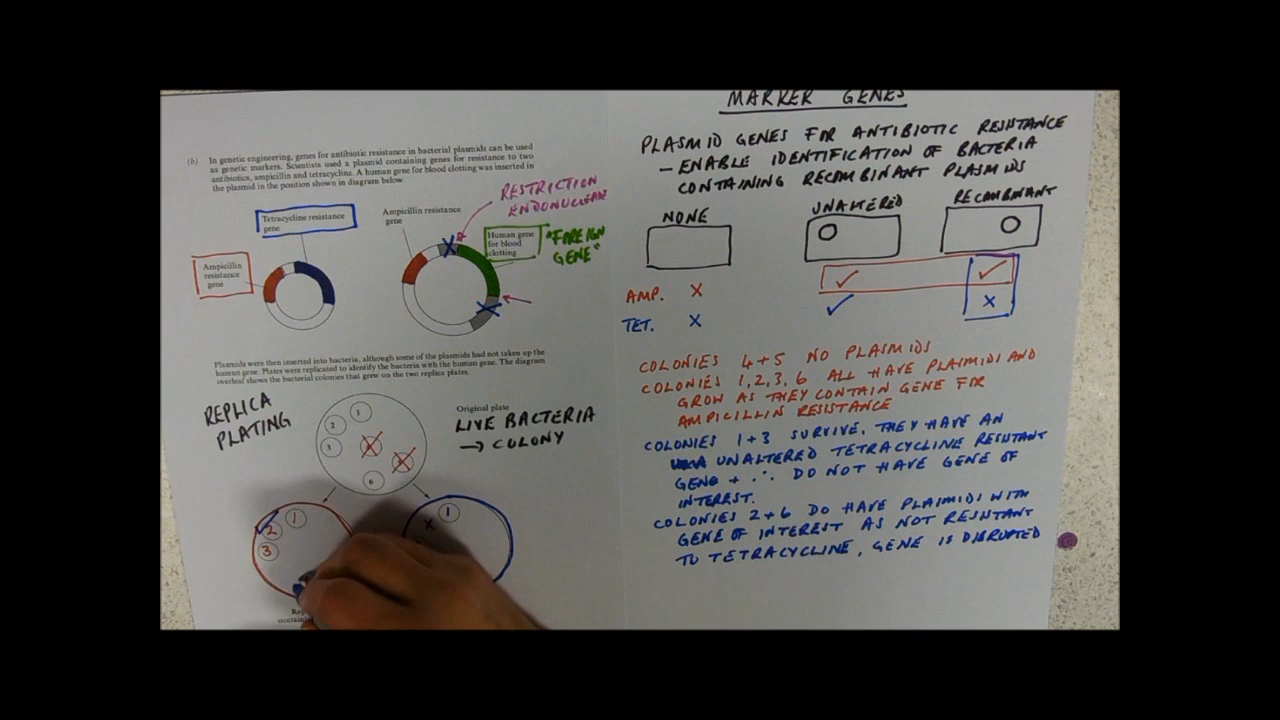 MARKER GENES
(b) In genetic engineering, genes for antibiotic resistance in bacterial plasmids can be used
as genetic markers. Scientists used a plasmid containing genes for resistance to two
antibiotics, ampicillin and tetracycline. A human gene for blood clotting was inserted in
the plasmid in the position shown in diagram below.
Tetracycline resistance
gene
Ampicillin
resistance
gene
Ampicillin resistance
gene
RESTRICTION
ENDONUCLEASE
Human gene
for blood
clotting
"FOREIGN
GENE"
Plasmids were then inserted into bacteria, although some of the plasmids had not taken up the
human gene. Plates were replicated to identify the bacteria with the human gene. The diagram
overleaf shows the bacterial colonies that grew on the two replica plates.
REPLICA
PLATING
1
2
3
6
Original plate
LIVE BACTERIA
→ COLONY
1
2
3
1
X
PLASMID GENES FOR ANTIBIOTIC RESISTANCE
- ENABLE IDENTIFICATION OF BACTERIA
CONTAINING RECOMBINANT PLASMIDS
NONE UNALTERED RECOMBINANT
AMP. X ✓ ✓
TET. X ✓ X
COLONIES 4+5 NO PLASMIDS
COLONIES 1,2,3,6 ALL HAVE PLASMIDS AND
GROW AS THEY CONTAIN GENE FOR
AMPICILLIN RESISTANCE
COLONIES 1+3 SURVIVE, THEY HAVE AN
UNALTERED TETRACYCLINE RESISTANT
GENE + ∴ DO NOT HAVE GENE OF
INTEREST.
COLONIES 2+6 DO HAVE PLASMIDS WITH
GENE OF INTEREST AS NOT RESISTANT
TO TETRACYCLINE, GENE IS DISRUPTED